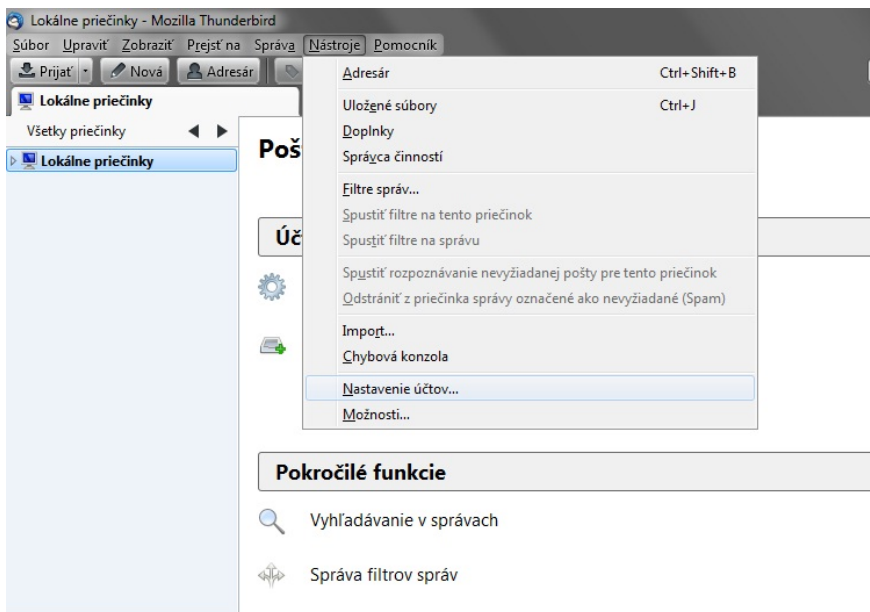 Lokálne priečinky - Mozilla Thunderbird
Súbor Upraviť Zobraziť Prejsť na Správa Nástroje Pomocník
Prijať Nová Adresár
Lokálne priečinky
Všetky priečinky
Lokálne priečinky
Adresár Ctrl+Shift+B
Uložené súbory Ctrl+J
Doplnky
Správca činností
Filtre správ...
Spustiť filtre na tento priečinok
Spustiť filtre na správu
Spustiť rozpoznávanie nevyžiadanej pošty pre tento priečinok
Odstrániť z priečinka správy označené ako nevyžiadané (Spam)
Import...
Chybová konzola
Nastavenie účtov...
Možnosti...
Poš
Úč
Pokročilé funkcie
Vyhľadávanie v správach
Správa filtrov správ